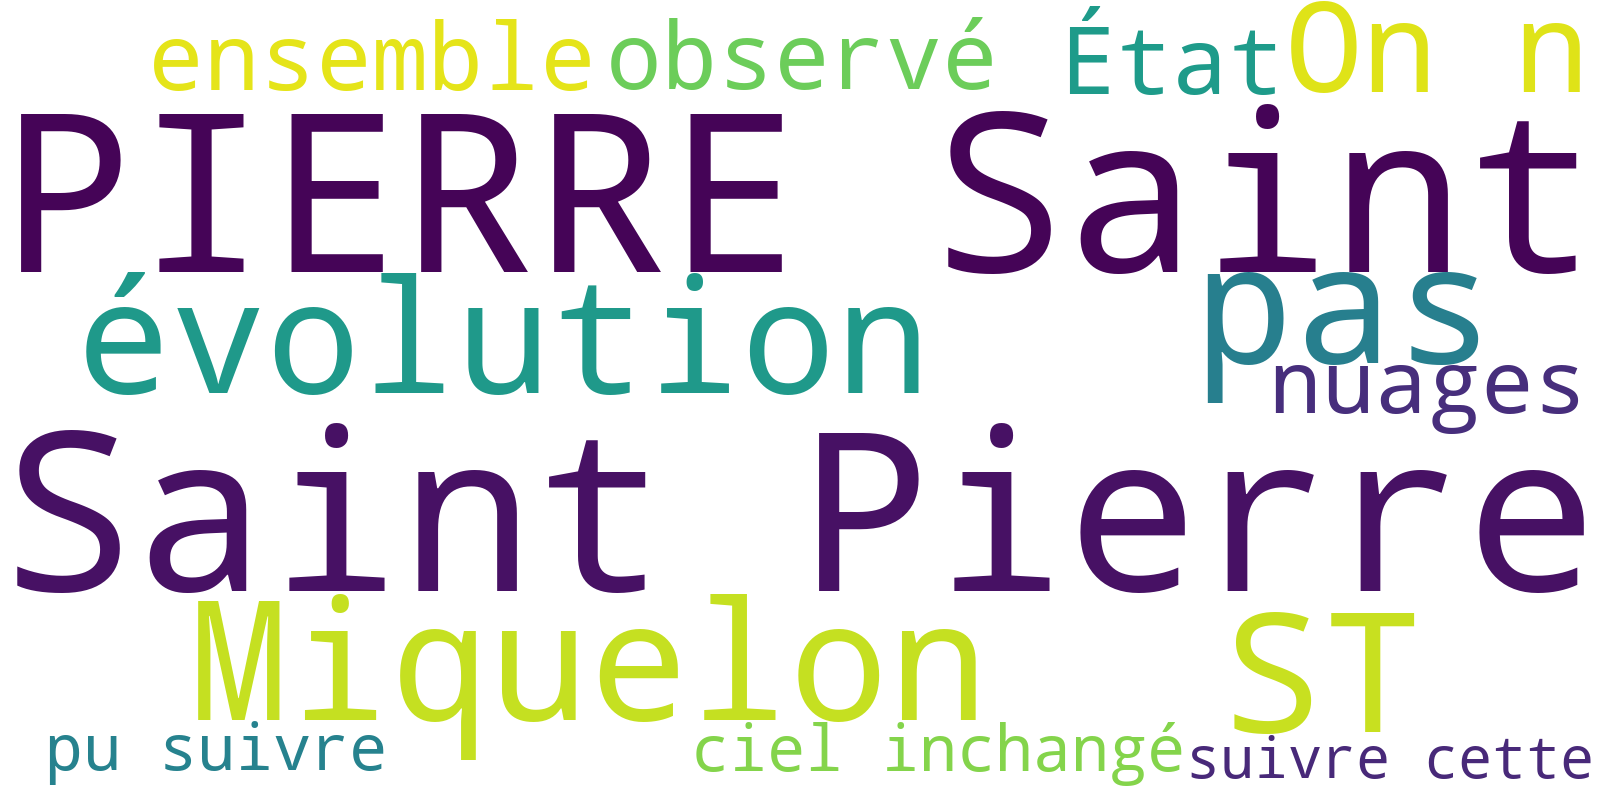 ensemble observé État On n
PIERRE Saint
évolution pas
nuages
Saint Pierre
Miquelon ST
pu suivre ciel inchangé suivre cette